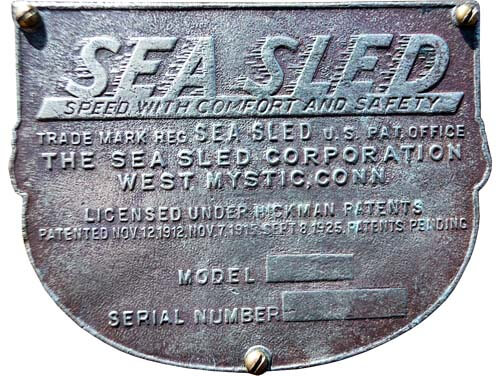 SEA SLED
SPEED WITH COMFORT AND SAFETY
TRADE MARK REG. SEA SLED U.S. PAT. OFFICE
THE SEA SLED CORPORATION
WEST MYSTIC, CONN.
LICENSED UNDER HICKMAN PATENTS
PATENTED NOV. 12, 1912, NOV. 7, 1915, SEPT 8, 1925, PATENTS PENDING
MODEL
SERIAL NUMBER